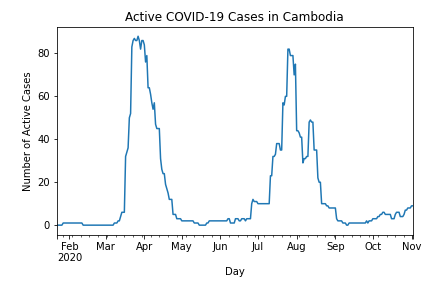 Active COVID-19 Cases in Cambodia
Number of Active Cases
80
60
40
20
0
Feb Mar Apr May Jun Jul Aug Sep Oct Nov
2020
Day